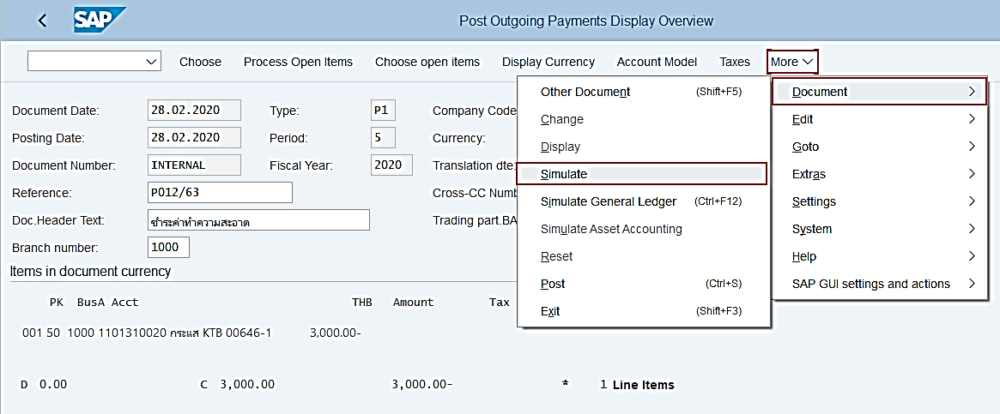 SAP Post Outgoing Payments Display Overview
Choose Process Open Items Choose open items Display Currency Account Model Taxes More
Document Date: 28.02.2020 Type: P1 Company Code
Posting Date: 28.02.2020 Period: 5 Currency:
Document Number: INTERNAL Fiscal Year: 2020 Translation dte:
Reference: P012/63 Cross-CC Numb
Doc.Header Text: ชำระค่าทำความสะอาด Trading part.BA
Branch number: 1000
Items in document currency
PK BusA Acct THB Amount Tax
001 50 1000 1101310020 กระแส KTB 00646-1 3,000.00-
D 0.00 C 3,000.00 3,000.00- * 1 Line Items
Other Document (Shift+F5)
Change
Display
Simulate
Simulate General Ledger (Ctrl+F12)
Simulate Asset Accounting
Reset
Post (Ctrl+S)
Exit (Shift+F3)
Document
Edit
Goto
Extras
Settings
System
Help
SAP GUI settings and actions